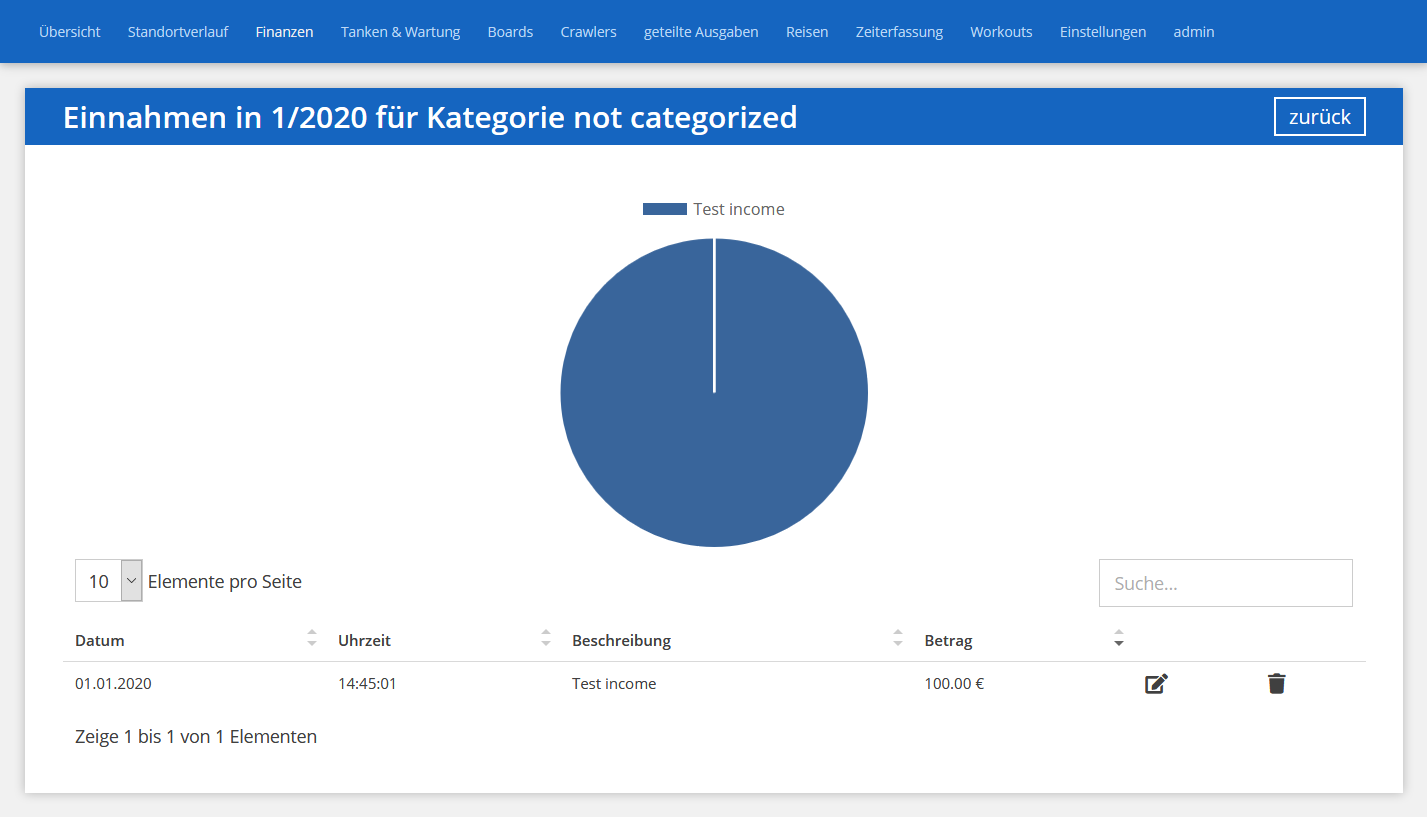 Übersicht Standortverlauf Finanzen Tanken & Wartung Boards Crawlers geteilte Ausgaben Reisen Zeiterfassung Workouts Einstellungen admin
Einnahmen in 1/2020 für Kategorie not categorized zurück
Test income
10 Elemente pro Seite Suche...
Datum Uhrzeit Beschreibung Betrag
01.01.2020 14:45:01 Test income 100.00 €
Zeige 1 bis 1 von 1 Elementen